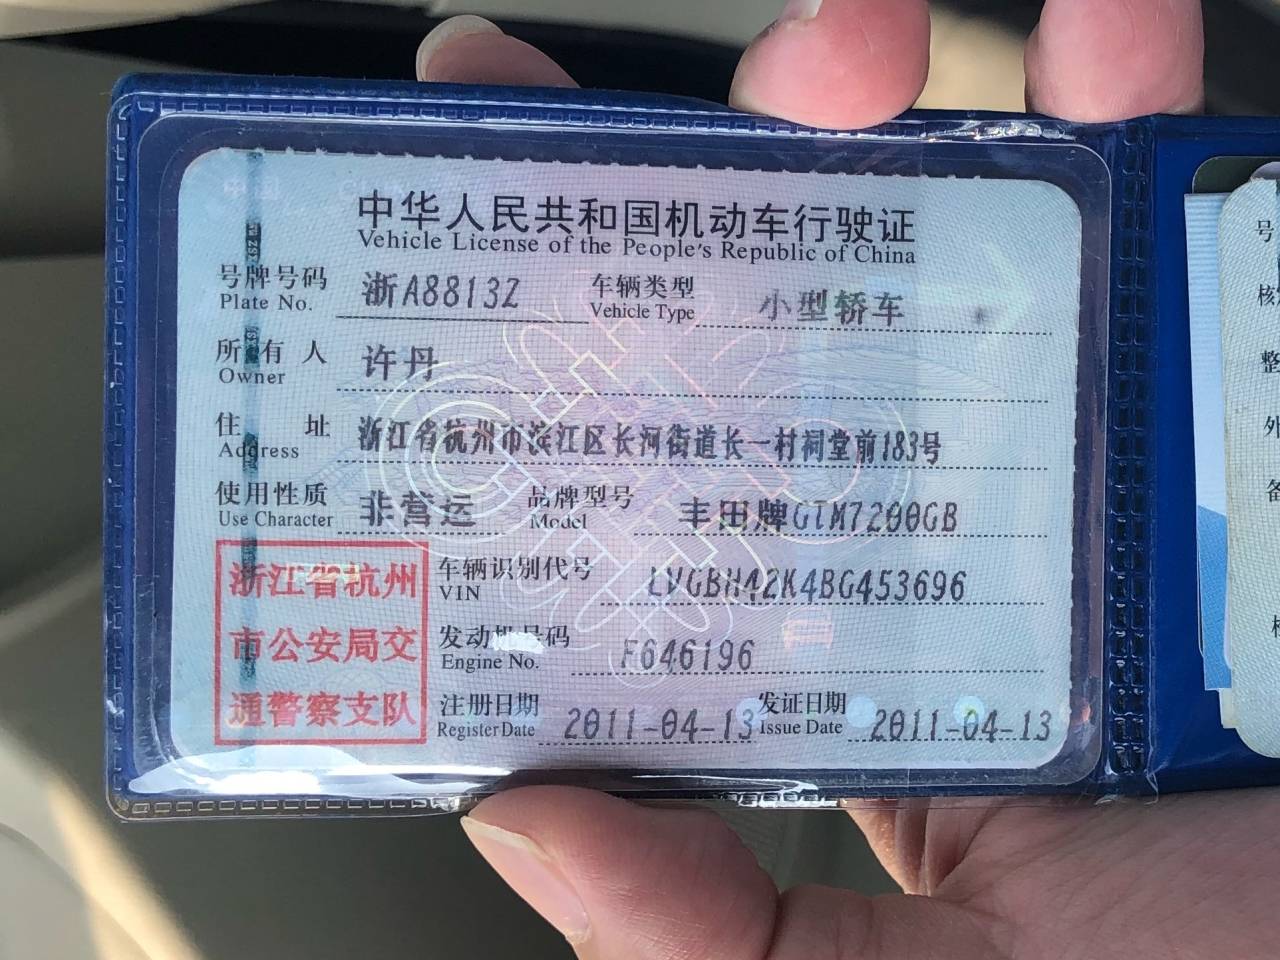 中华人民共和国机动车行驶证
Vehicle License of the People's Republic of China
号牌号码 浙A8813Z 车辆类型 小型轿车
Plate No. Vehicle Type
所有人 许丹
Owner
住址 浙江省杭州市滨江区长河街道长一村祠堂前183号
Address
使用性质 非营运 品牌型号 丰田牌GTM7200GB
Use Character Model
浙江省杭州
市公安局交
通警察支队
车辆识别代号 LVGBH42K4BG453696
VIN
发动机号码 F646196
Engine No.
注册日期 2011-04-13 发证日期 2011-04-13
Register Date Issue Date
号
核
整
外
备